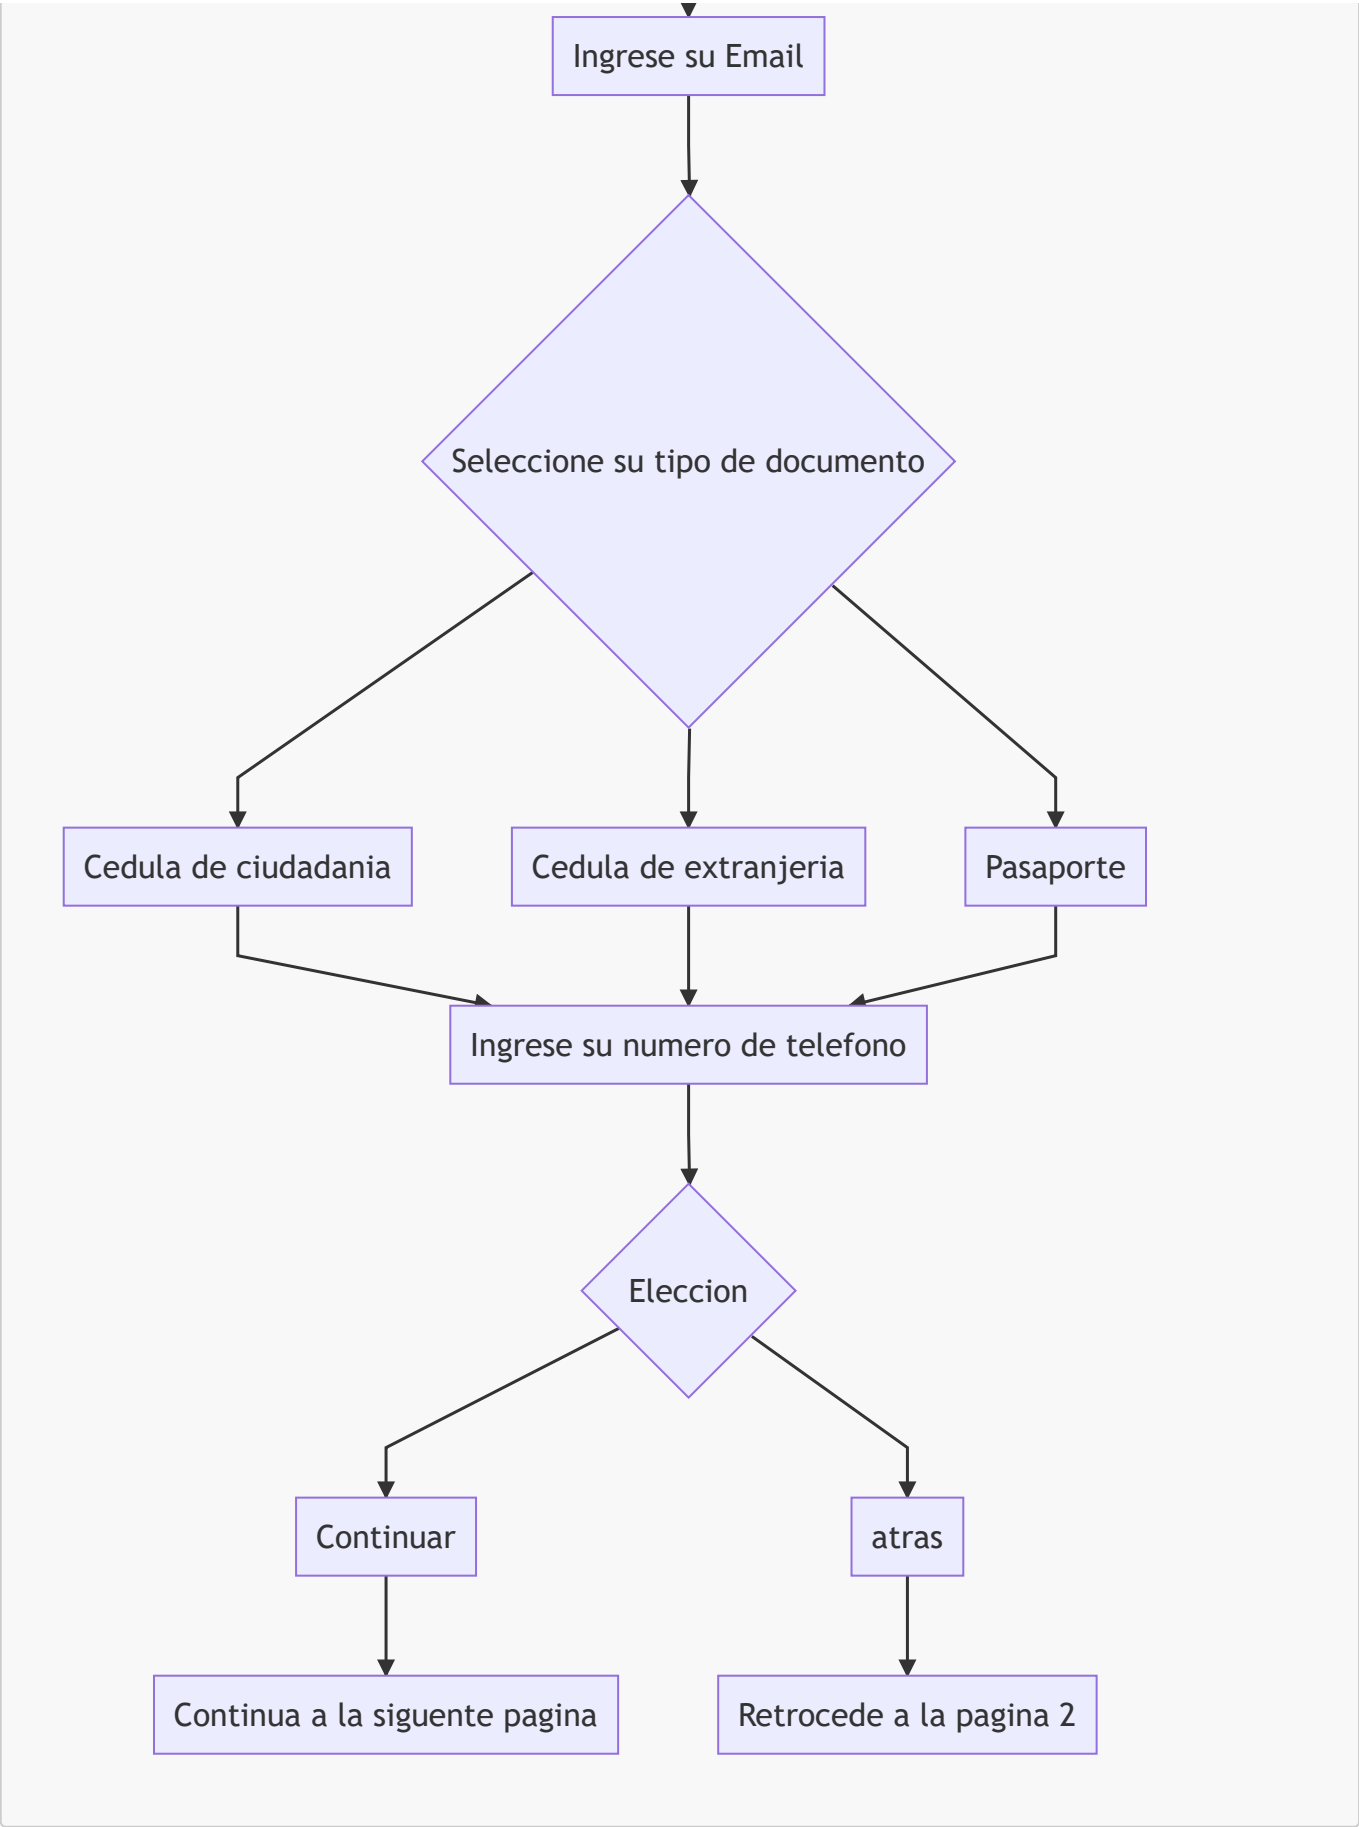 Ingrese su Email
Seleccione su tipo de documento
Cedula de ciudadania
Cedula de extranjeria
Pasaporte
Ingrese su numero de telefono
Eleccion
Continuar
atras
Continua a la siguente pagina
Retrocede a la pagina 2